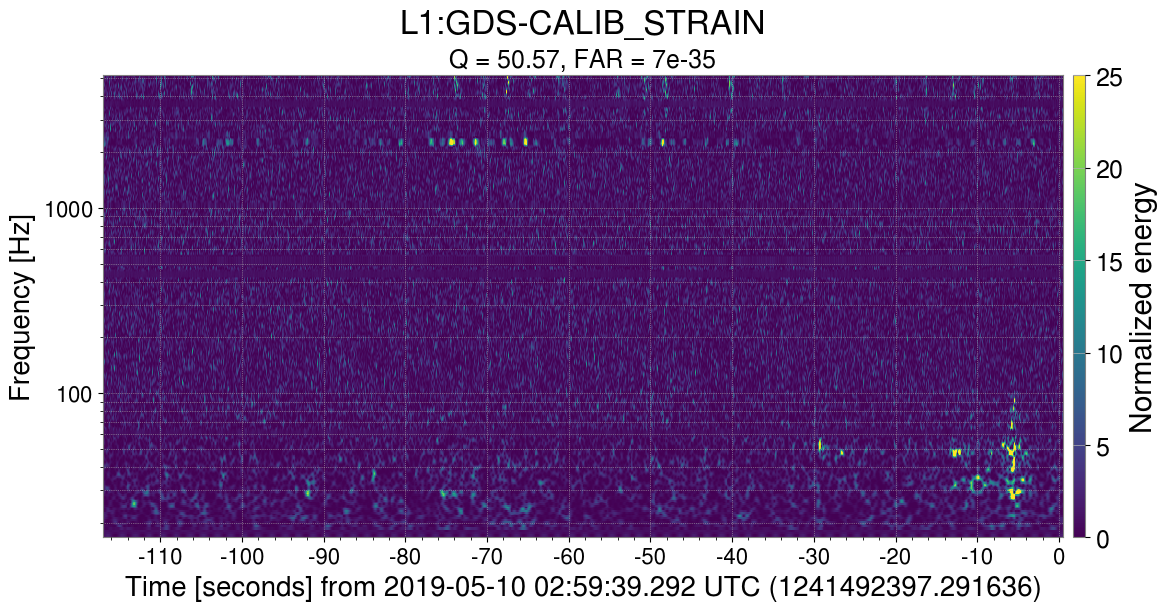 L1:GDS-CALIB_STRAIN
Q = 50.57, FAR = 7e-35
Frequency [Hz]
1000
100
-110 -100 -90 -80 -70 -60 -50 -40 -30 -20 -10 0
Time [seconds] from 2019-05-10 02:59:39.292 UTC (1241492397.291636)
25
20
15
10
5
0
Normalized energy